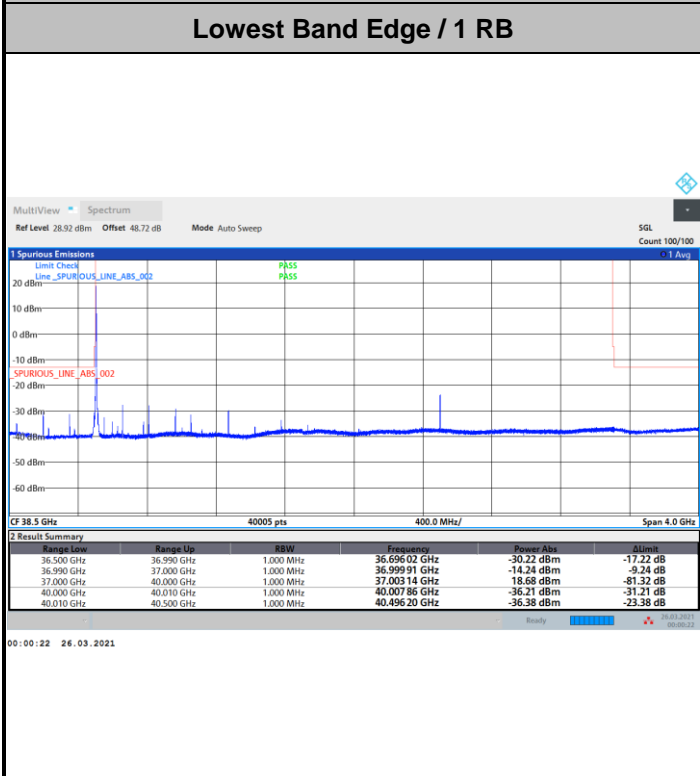 Lowest Band Edge / 1 RB
MultiView Spectrum
Ref Level 28.92 dBm Offset 48.72 dB Mode Auto Sweep SGL
Count 100/100
1 Spurious Emissions 1 Avg
Limit Check PASS
Line _SPURIOUS_LINE_ABS_002 PASS
20 dBm
10 dBm
0 dBm
-10 dBm
_SPURIOUS_LINE_ABS_002
-20 dBm
-30 dBm
-40 dBm
-50 dBm
-60 dBm
CF 38.5 GHz 40005 pts 400.0 MHz/ Span 4.0 GHz
2 Result Summary
Range Low Range Up RBW Frequency Power Abs ΔLimit
36.500 GHz 36.990 GHz 1.000 MHz 36.696 02 GHz -30.22 dBm -17.22 dB
36.990 GHz 37.000 GHz 1.000 MHz 36.999 91 GHz -14.24 dBm -9.24 dB
37.000 GHz 40.000 GHz 1.000 MHz 37.003 14 GHz 18.68 dBm -81.32 dB
40.000 GHz 40.010 GHz 1.000 MHz 40.007 86 GHz -36.21 dBm -31.21 dB
40.010 GHz 40.500 GHz 1.000 MHz 40.496 20 GHz -36.38 dBm -23.38 dB
Ready 26.03.2021
00:00:22
00:00:22 26.03.2021